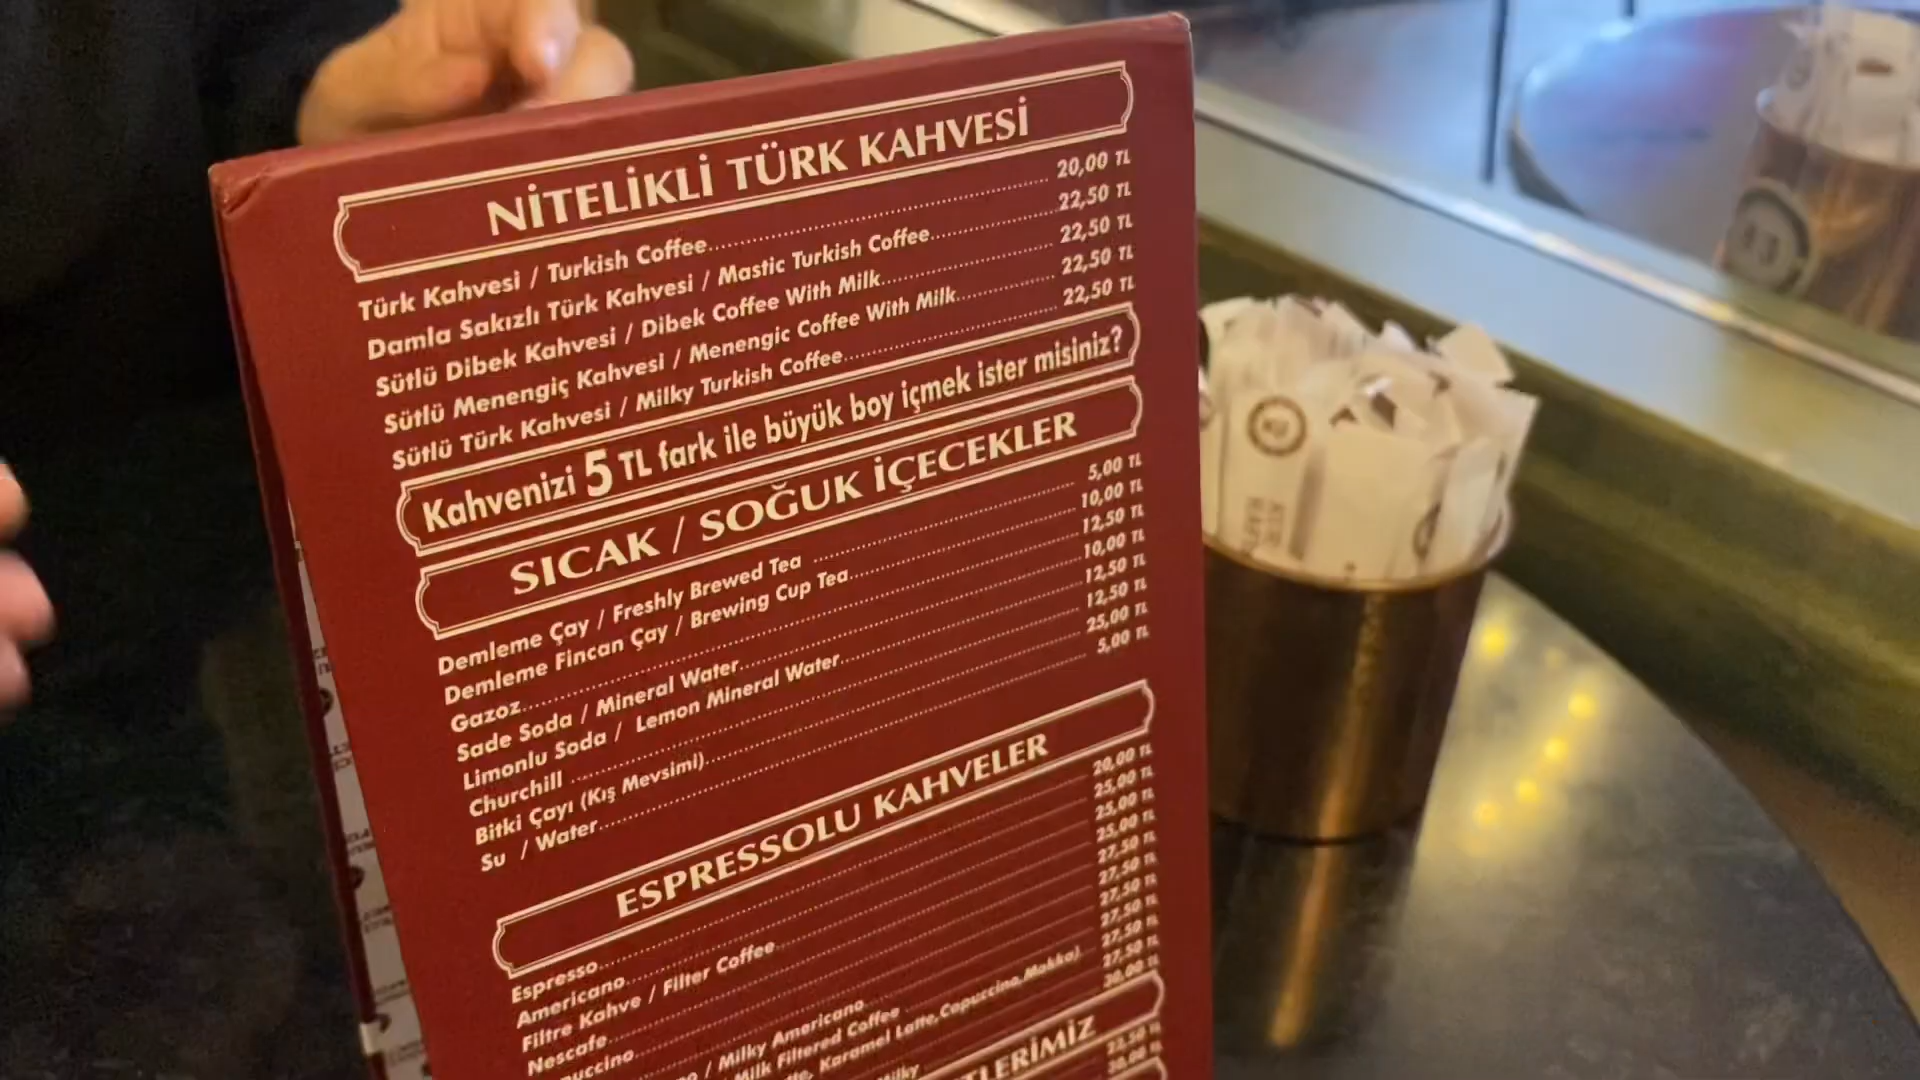 NİTELİKLİ TÜRK KAHVESİ
Türk Kahvesi / Turkish Coffee 20,00 TL
Damla Sakızlı Türk Kahvesi / Mastic Turkish Coffee 22,50 TL
Sütlü Dibek Kahvesi / Dibek Coffee With Milk 22,50 TL
Sütlü Menengiç Kahvesi / Menengic Coffee With Milk 22,50 TL
Sütlü Türk Kahvesi / Milky Turkish Coffee 22,50 TL
Kahvenizi 5 TL fark ile büyük boy içmek ister misiniz?
SICAK / SOĞUK İÇECEKLER
Demleme Çay / Freshly Brewed Tea 5,00 TL
Demleme Fincan Çay / Brewing Cup Tea 10,00 TL
Gazoz 12,50 TL
Sade Soda / Mineral Water 10,00 TL
Limonlu Soda / Lemon Mineral Water 12,50 TL
Churchill 12,50 TL
Bitki Çayı (Kış Mevsimi) 25,00 TL
Su / Water 5,00 TL
ESPRESSOLU KAHVELER
Espresso 20,00 TL
Americano 25,00 TL
Filtre Kahve / Filter Coffee 25,00 TL
Nescafe 25,00 TL
27,50 TL
/ Milky Americano 27,50 TL
Milk Filtered Coffee 27,50 TL
Karamel Latte, Capuccino, Mokka) 27,50 TL
27,50 TL
27,50 TL
30,00 TL